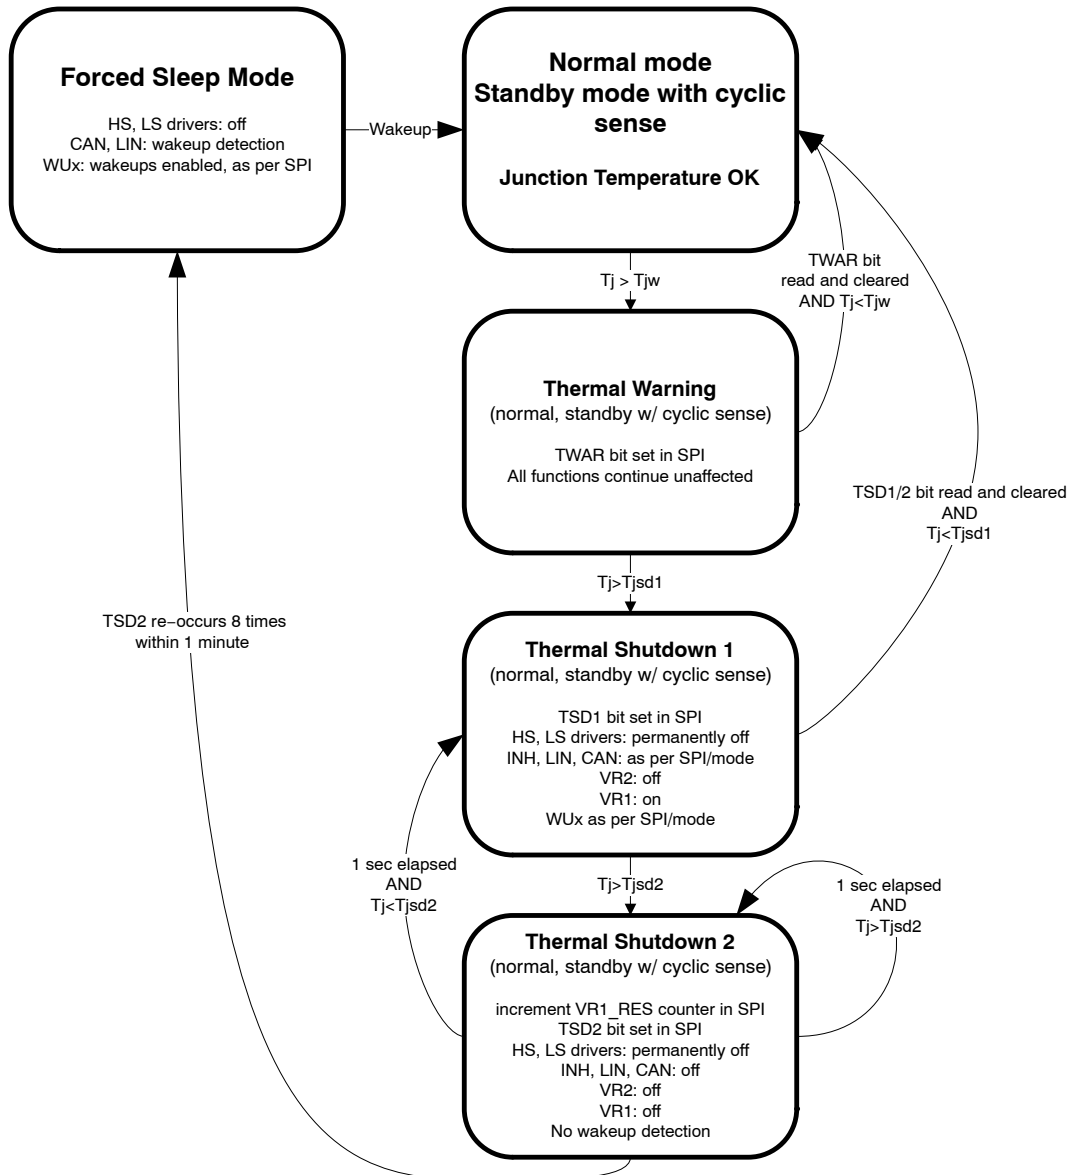 Forced Sleep Mode
HS, LS drivers: off
CAN, LIN: wakeup detection
WUx: wakeups enabled, as per SPI
Wakeup
Normal mode
Standby mode with cyclic
sense
Junction Temperature OK
Tj > Tjw
TWAR bit
read and cleared
AND Tj<Tjw
Thermal Warning
(normal, standby w/ cyclic sense)
TWAR bit set in SPI
All functions continue unaffected
TSD1/2 bit read and cleared
AND
Tj<Tjsd1
Tj>Tjsd1
TSD2 re−occurs 8 times
within 1 minute
Thermal Shutdown 1
(normal, standby w/ cyclic sense)
TSD1 bit set in SPI
HS, LS drivers: permanently off
INH, LIN, CAN: as per SPI/mode
VR2: off
VR1: on
WUx as per SPI/mode
1 sec elapsed
AND
Tj<Tjsd2
Tj>Tjsd2
1 sec elapsed
AND
Tj>Tjsd2
Thermal Shutdown 2
(normal, standby w/ cyclic sense)
increment VR1_RES counter in SPI
TSD2 bit set in SPI
HS, LS drivers: permanently off
INH, LIN, CAN: off
VR2: off
VR1: off
No wakeup detection